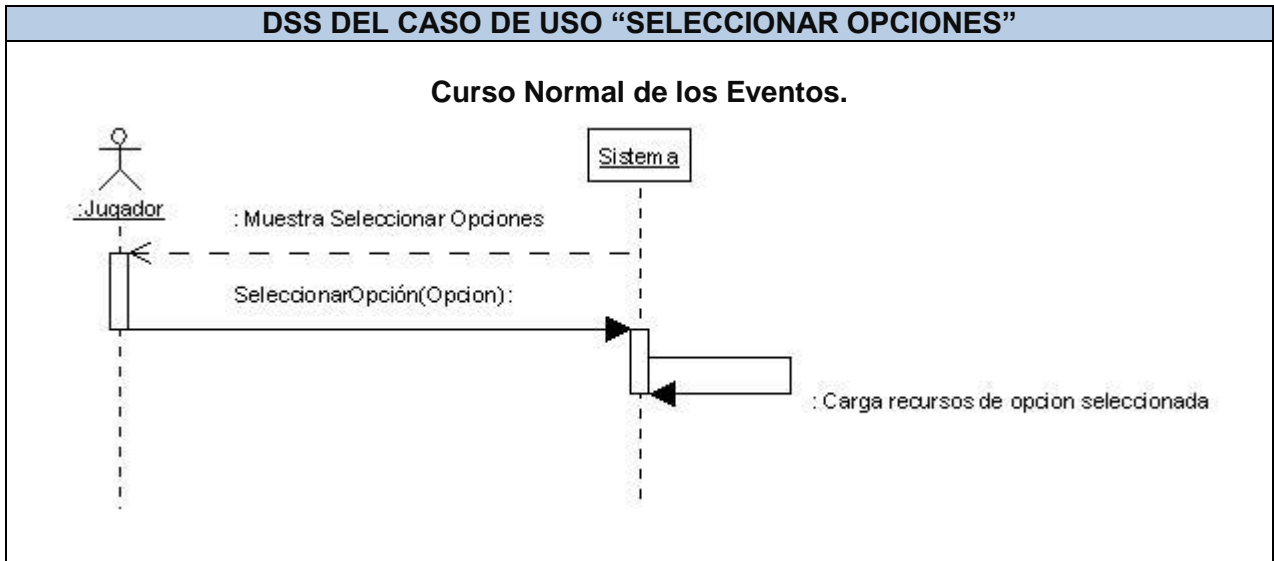 DSS DEL CASO DE USO “SELECCIONAR OPCIONES”
Curso Normal de los Eventos.
Sistema
:Jugador
: Muestra Seleccionar Opciones
SeleccionarOpción(Opcion):
: Carga recursos de opcion seleccionada